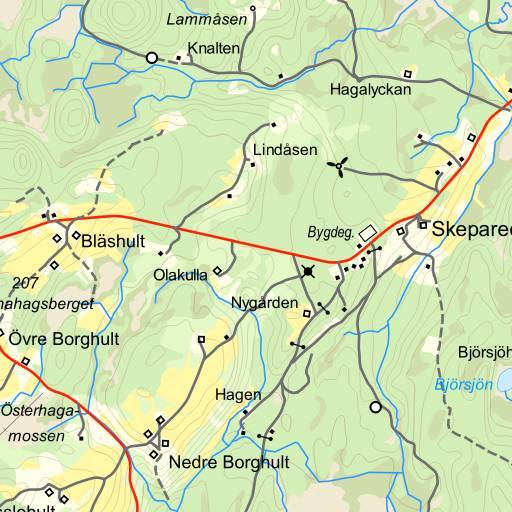 Lammåsen
Knalten
Hagalyckan
Lindåsen
Bygdeg.
Skepared
Bläshult
Olakulla
207
nahagsberget
Nygården
Övre Borghult
Björsjöh
Björsjön
Hagen
Österhaga-
mossen
Nedre Borghult